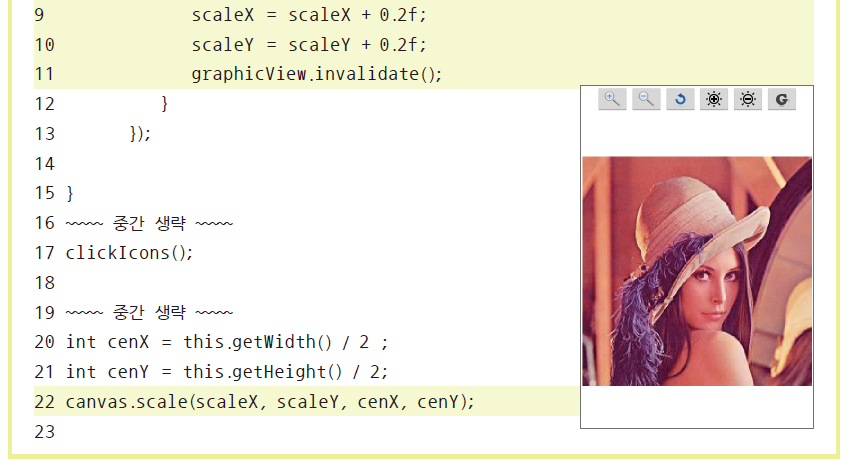 9 scaleX = scaleX + 0.2f;
10 scaleY = scaleY + 0.2f;
11 graphicView.invalidate();
12 }
13 });
14
15 }
16 ~~~~ 중간 생략 ~~~~
17 clickIcons();
18
19 ~~~~ 중간 생략 ~~~~
20 int cenX = this.getWidth() / 2 ;
21 int cenY = this.getHeight() / 2;
22 canvas.scale(scaleX, scaleY, cenX, cenY);
23
G